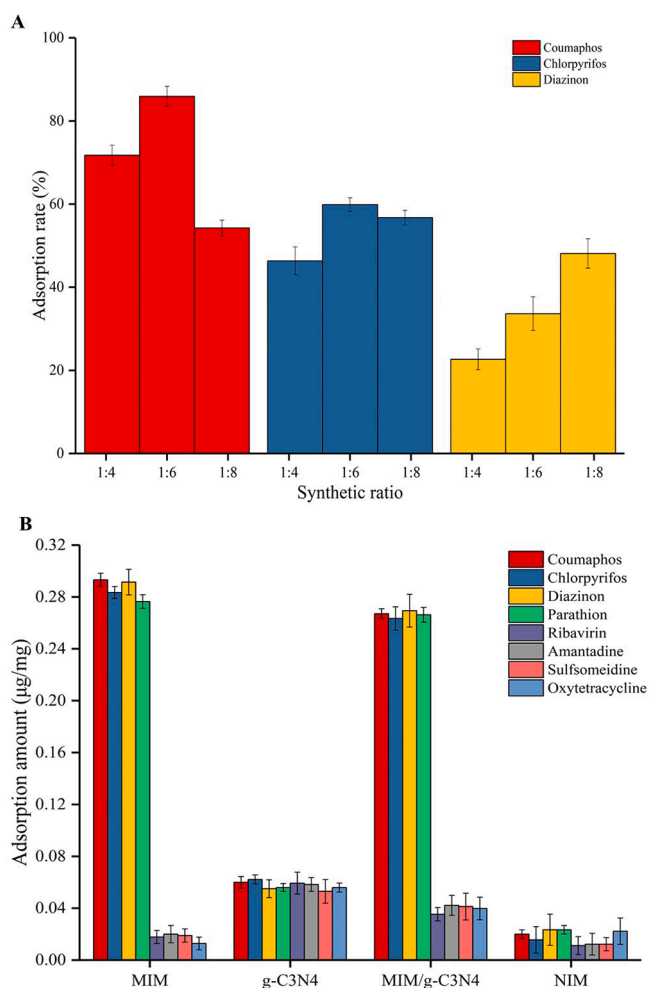 A
100
80
60
40
20
0
Adsorption rate (%)
Coumaphos
Chlorpyrifos
Diazinon
1:4 1:6 1:8 1:4 1:6 1:8 1:4 1:6 1:8
Synthetic ratio
B
0.32
0.28
0.24
0.20
0.16
0.12
0.08
0.04
0.00
Adsorption amount (μg/mg)
Coumaphos
Chlorpyrifos
Diazinon
Parathion
Ribavirin
Amantadine
Sulfsomeidine
Oxytetracycline
MIM g-C3N4 MIM/g-C3N4 NIM